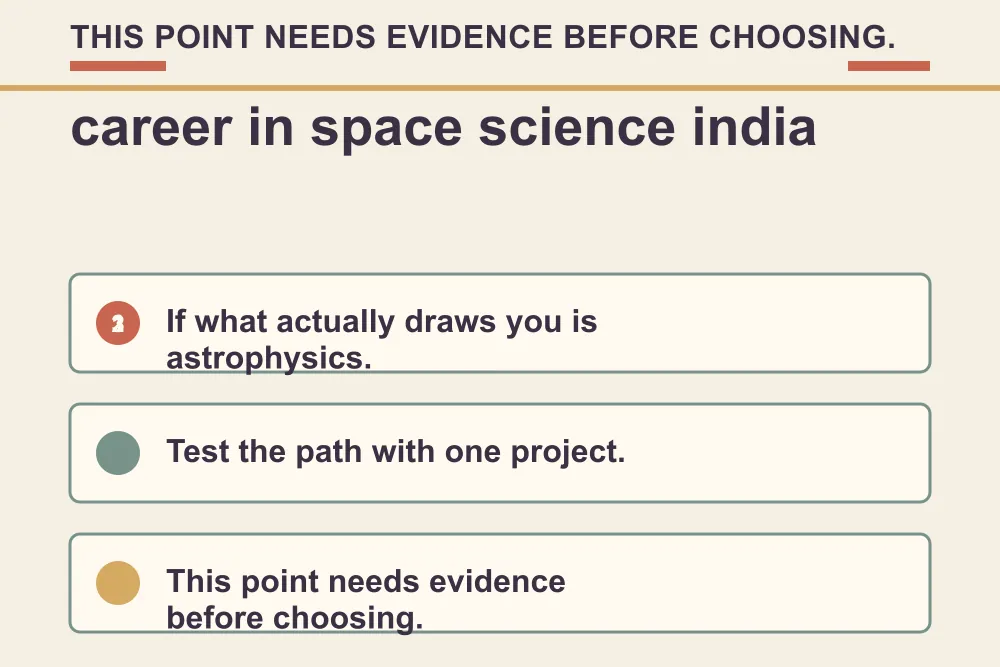 THIS POINT NEEDS EVIDENCE BEFORE CHOOSING.
career in space science india
If what actually draws you is
astrophysics.
Test the path with one project.
This point needs evidence
before choosing.